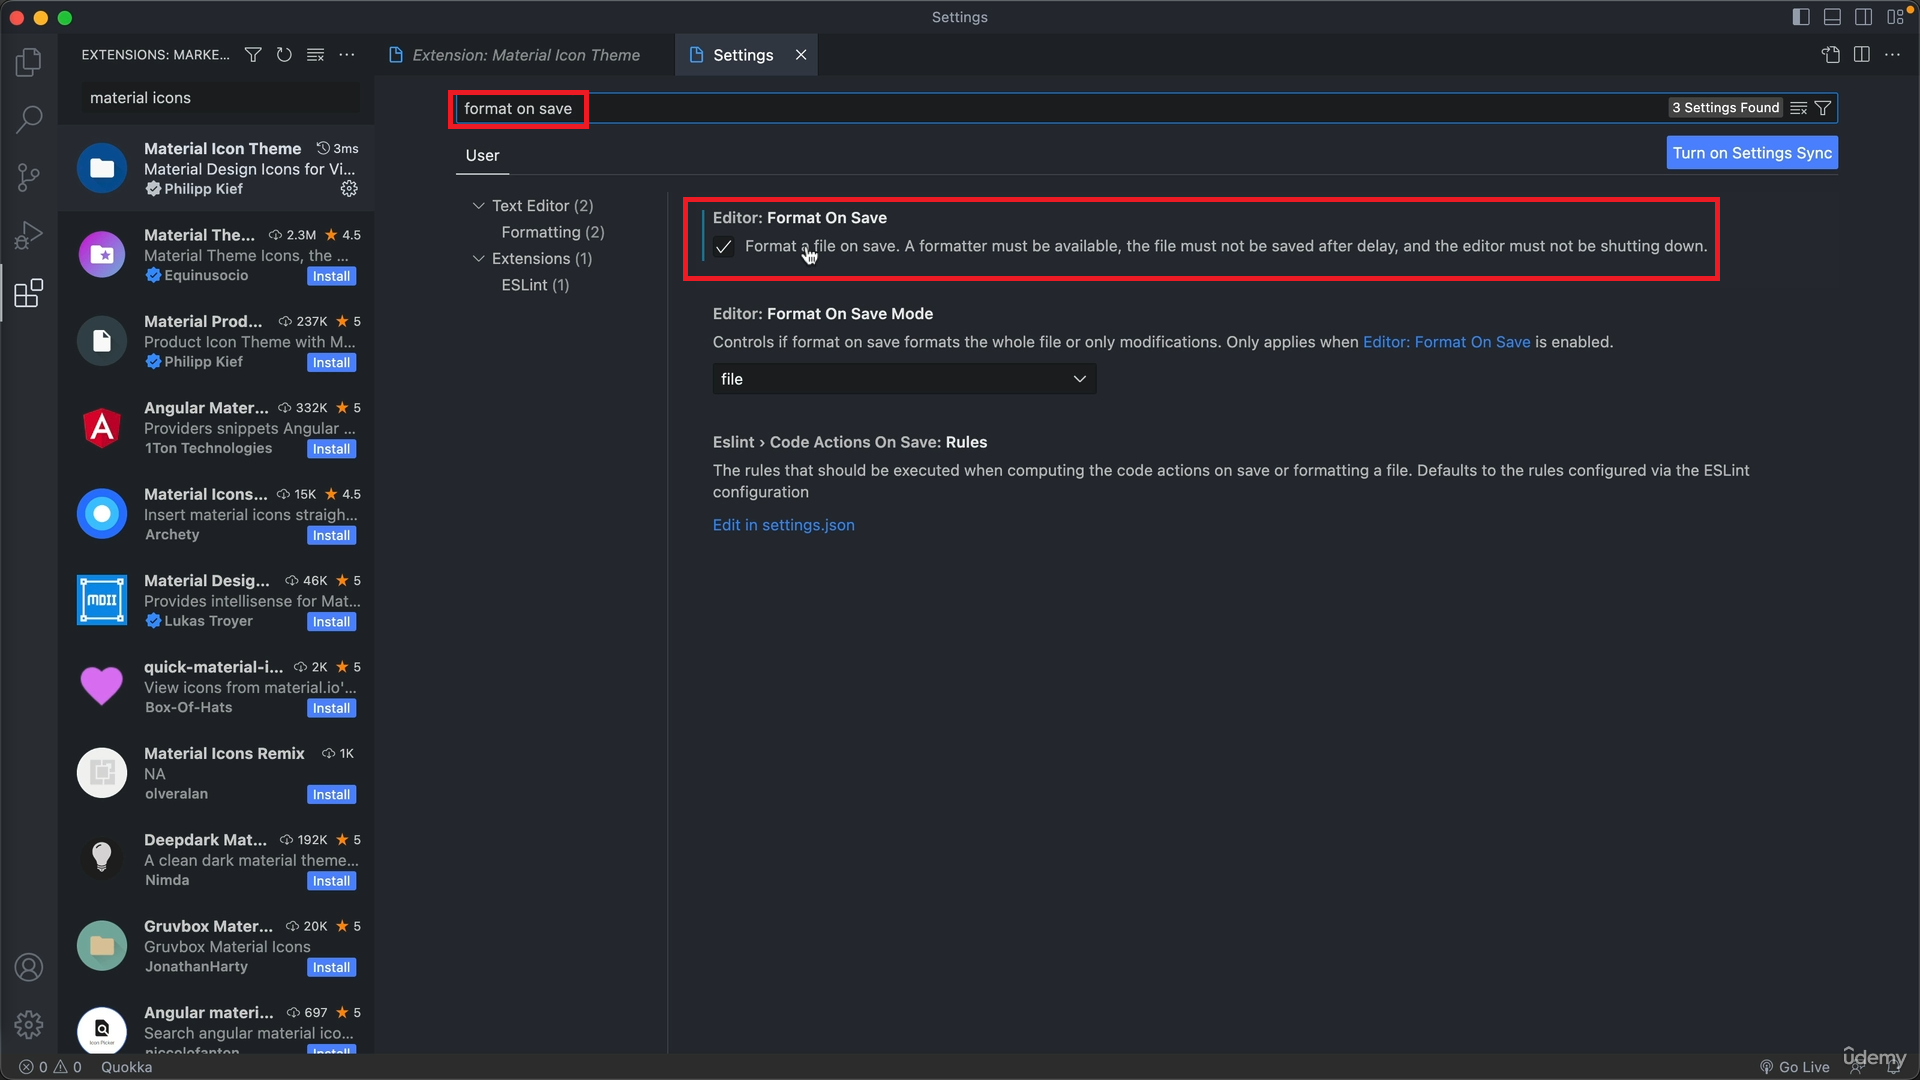 Settings
EXTENSIONS: MARKE...
Extension: Material Icon Theme
Settings
material icons
format on save
3 Settings Found
User
Turn on Settings Sync
Material Icon Theme 3ms
Material Design Icons for Vi...
Philipp Kief
Material The... 2.3M 4.5
Material Theme Icons, the ...
Equinusocio Install
Material Prod... 237K 5
Product Icon Theme with M...
Philipp Kief Install
Angular Mater... 332K 5
Providers snippets Angular ...
1Ton Technologies Install
Material Icons... 15K 4.5
Insert material icons straigh...
Archety Install
MDII
Material Desig... 46K 5
Provides intellisense for Mat...
Lukas Troyer Install
quick-material-i... 2K 5
View icons from material.io'...
Box-Of-Hats Install
Material Icons Remix 1K
NA
olveralan Install
Deepdark Mat... 192K 5
A clean dark material theme...
Nimda Install
Gruvbox Mater... 20K 5
Gruvbox Material Icons
JonathanHarty Install
Angular materi... 697 5
Search angular material ico...
niccolofanton Install
Icon Picker
Text Editor (2)
Formatting (2)
Extensions (1)
ESLint (1)
Editor: Format On Save
Format a file on save. A formatter must be available, the file must not be saved after delay, and the editor must not be shutting down.
Editor: Format On Save Mode
Controls if format on save formats the whole file or only modifications. Only applies when Editor: Format On Save is enabled.
file
Eslint › Code Actions On Save: Rules
The rules that should be executed when computing the code actions on save or formatting a file. Defaults to the rules configured via the ESLint
configuration
Edit in settings.json
0 0 Quokka
Go Live
ûdemy